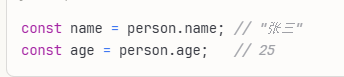 const name = person.name; // "张三"
const age = person.age;   // 25